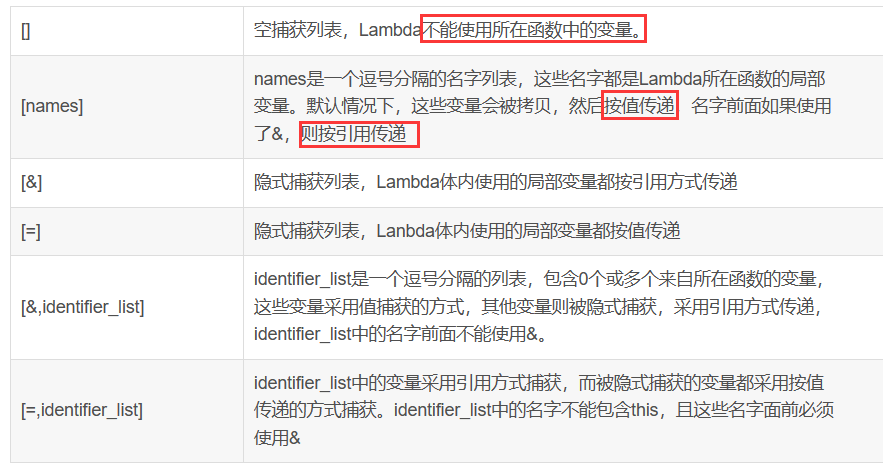 []
空捕获列表，Lambda不能使用所在函数中的变量。
[names]
names是一个逗号分隔的名字列表，这些名字都是Lambda所在函数的局部
变量。默认情况下，这些变量会被拷贝，然后按值传递 名字前面如果使用
了&，则按引用传递
[&]
隐式捕获列表，Lambda体内使用的局部变量都按引用方式传递
[=]
隐式捕获列表，Lanbda体内使用的局部变量都按值传递
[&,identifier_list]
identifier_list是一个逗号分隔的列表，包含0个或多个来自所在函数的变量，
这些变量采用值捕获的方式，其他变量则被隐式捕获，采用引用方式传递，
identifier_list中的名字前面不能使用&。
[=,identifier_list]
identifier_list中的变量采用引用方式捕获，而被隐式捕获的变量都采用按值
传递的方式捕获。identifier_list中的名字不能包含this，且这些名字面前必须
使用&